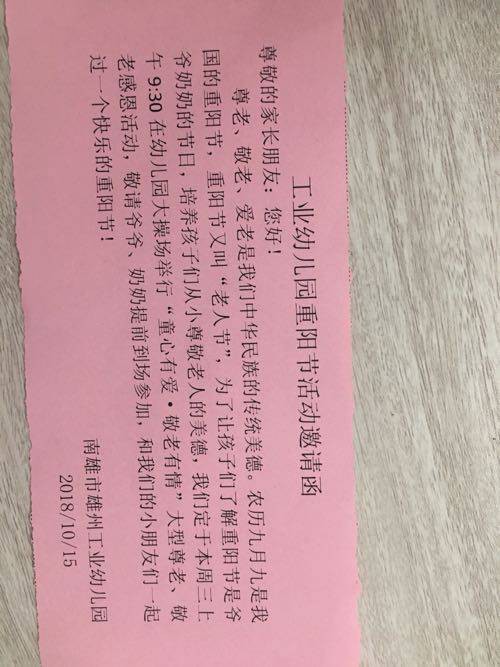 工业幼儿园重阳节活动邀请函
尊敬的家长朋友：您好！
尊老、敬老、爱老是我们中华民族的传统美德。农历九月九是我
国的重阳节，重阳节又叫“老人节”，为了让孩子们了解重阳节是爷
爷奶奶的节日，培养孩子们从小尊敬老人的美德，我们定于本周三上
午 9:30 在幼儿园大操场举行“童心有爱·敬老有情”大型尊老、敬
老感恩活动，敬请爷爷、奶奶提前到场参加，和我们的小朋友们一起
过一个快乐的重阳节！
南雄市雄州工业幼儿园
2018/10/15